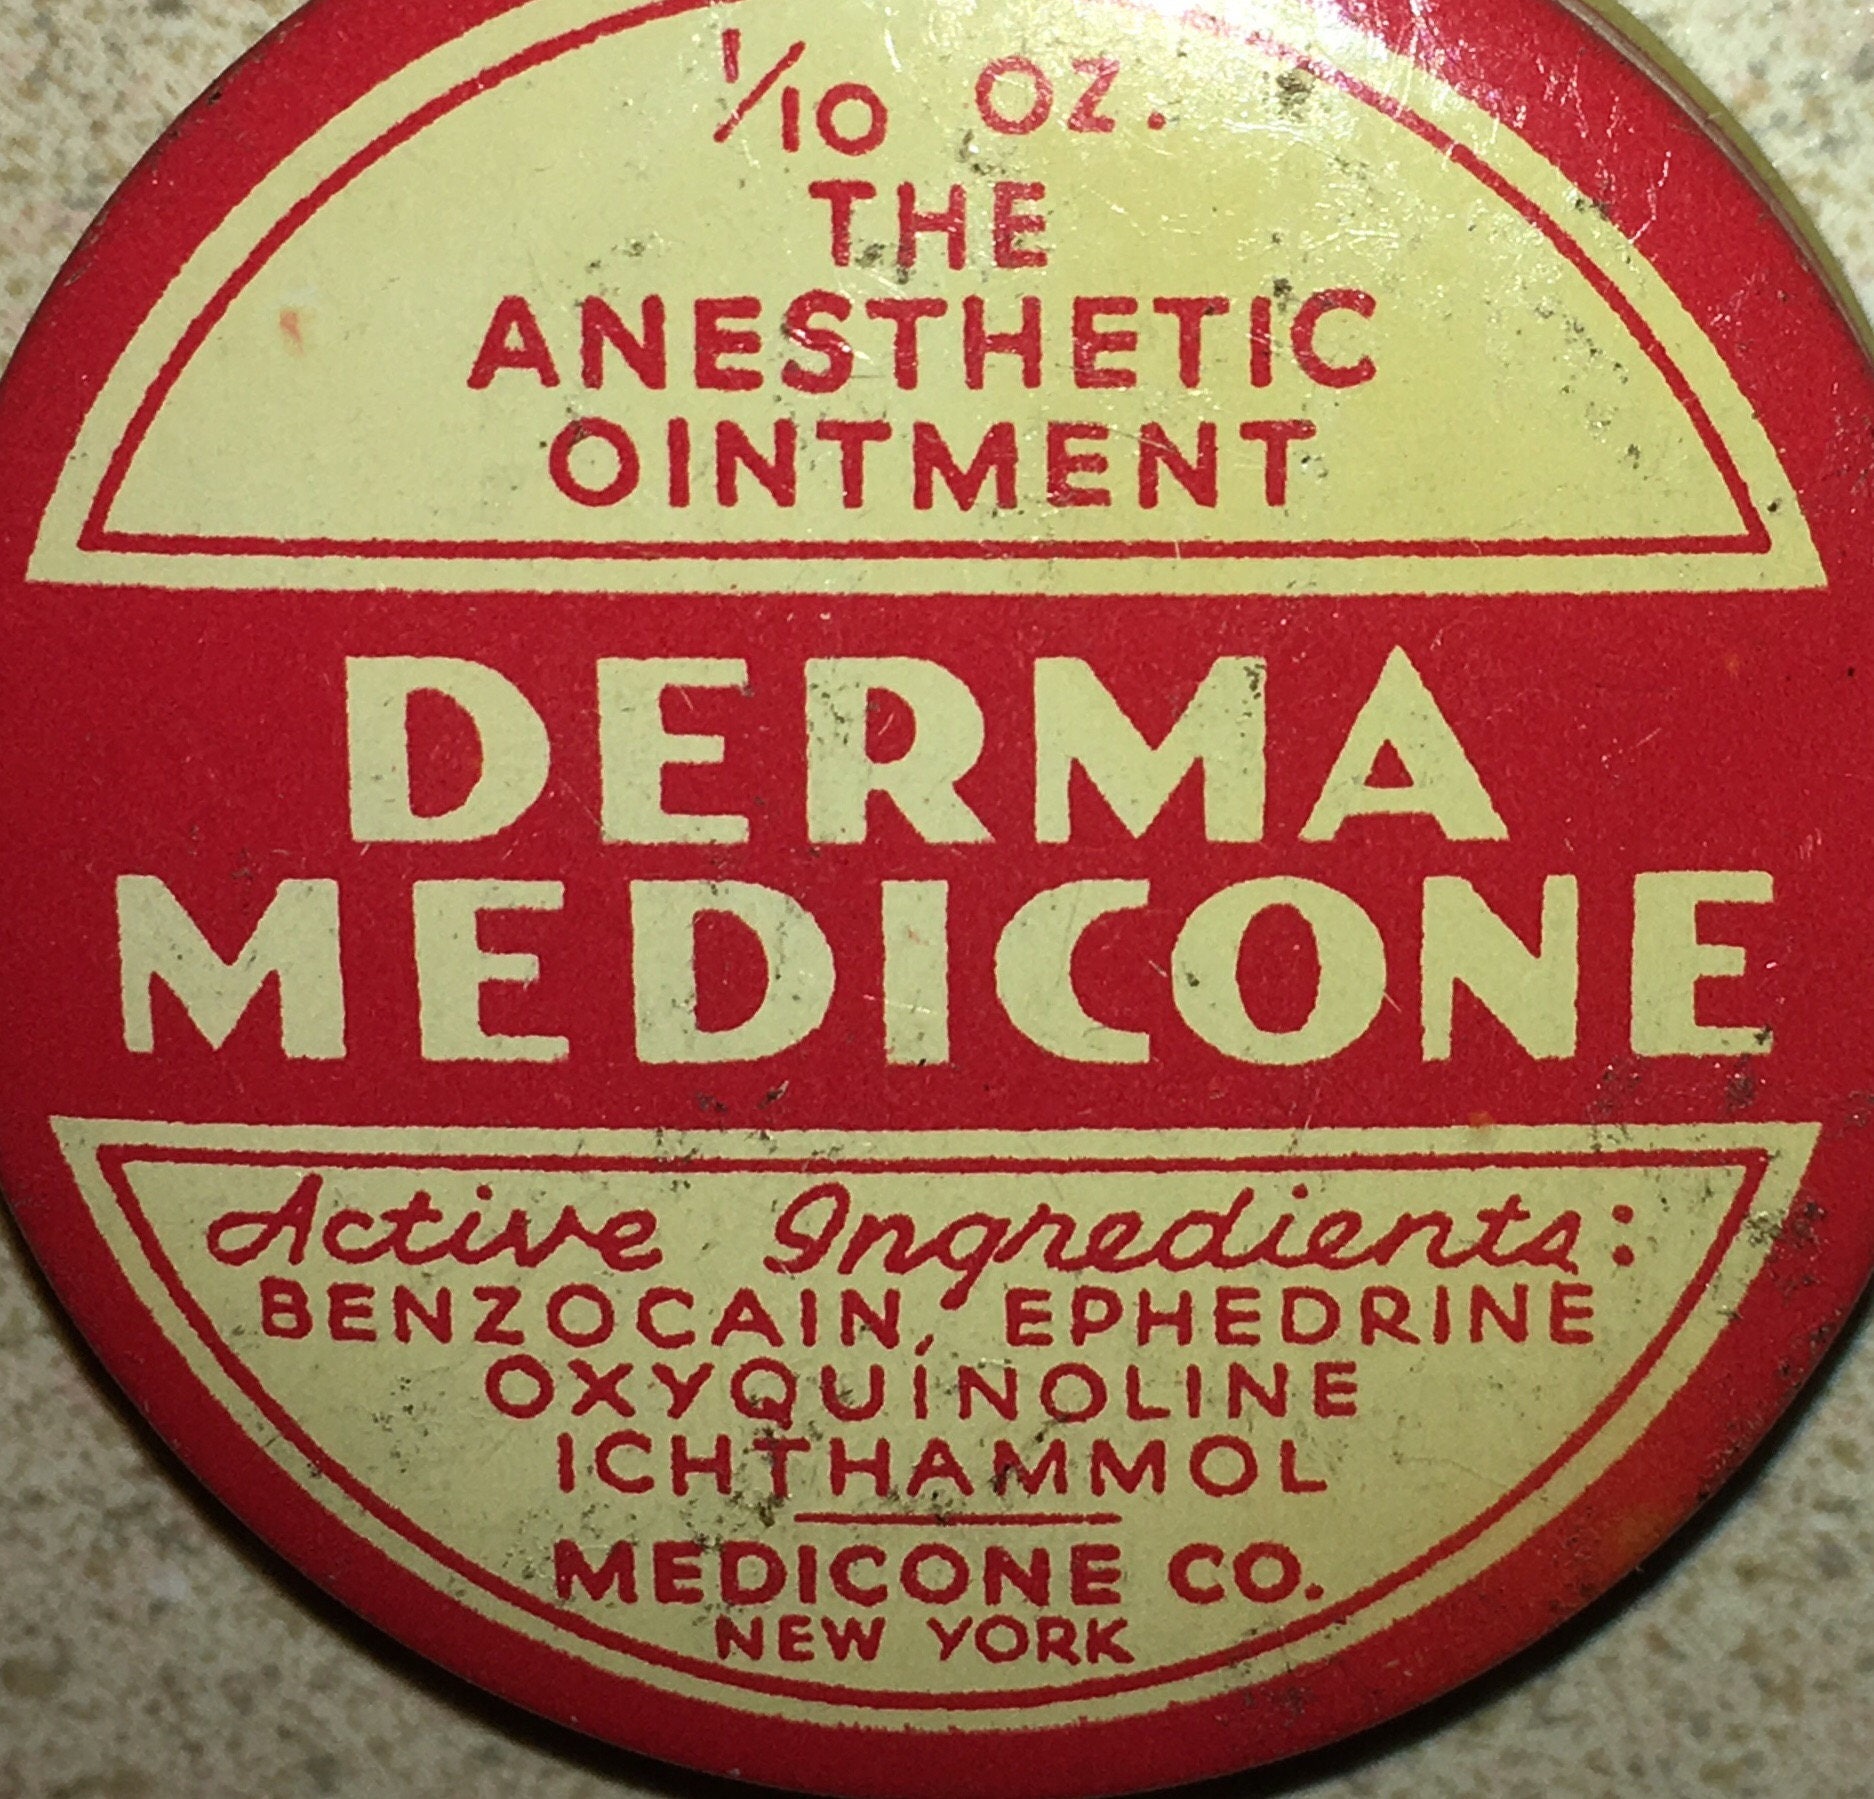 1/10 OZ.
THE
ANESTHETIC
OINTMENT
DERMA
MEDICONE
Active Ingredients:
BENZOCAIN, EPHEDRINE
OXYQUINOLINE
ICHTHAMMOL
MEDICONE CO.
NEW YORK